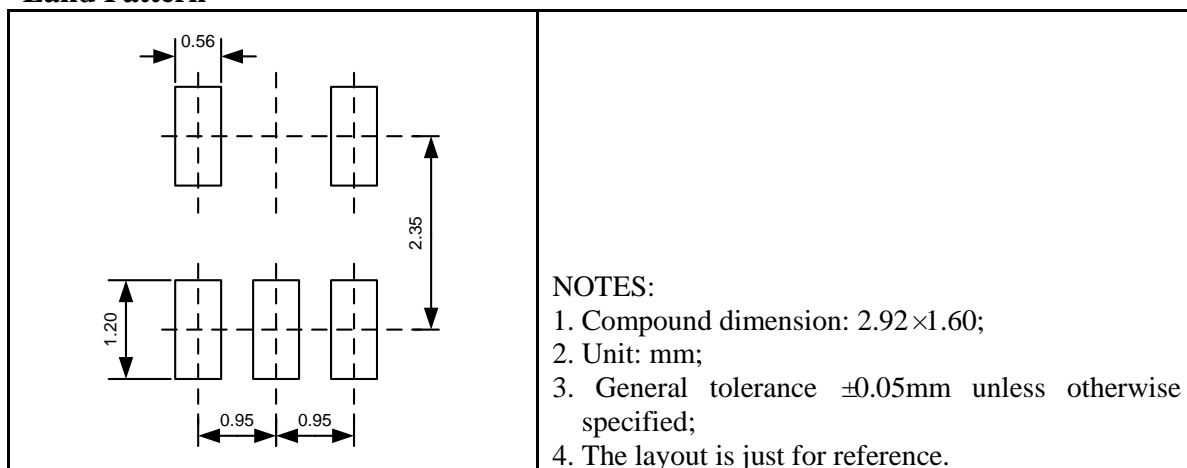 Land Pattern
0.56
2.35
1.20
0.95 0.95
NOTES:
1. Compound dimension: 2.92×1.60;
2. Unit: mm;
3. General tolerance ±0.05mm unless otherwise
specified;
4. The layout is just for reference.